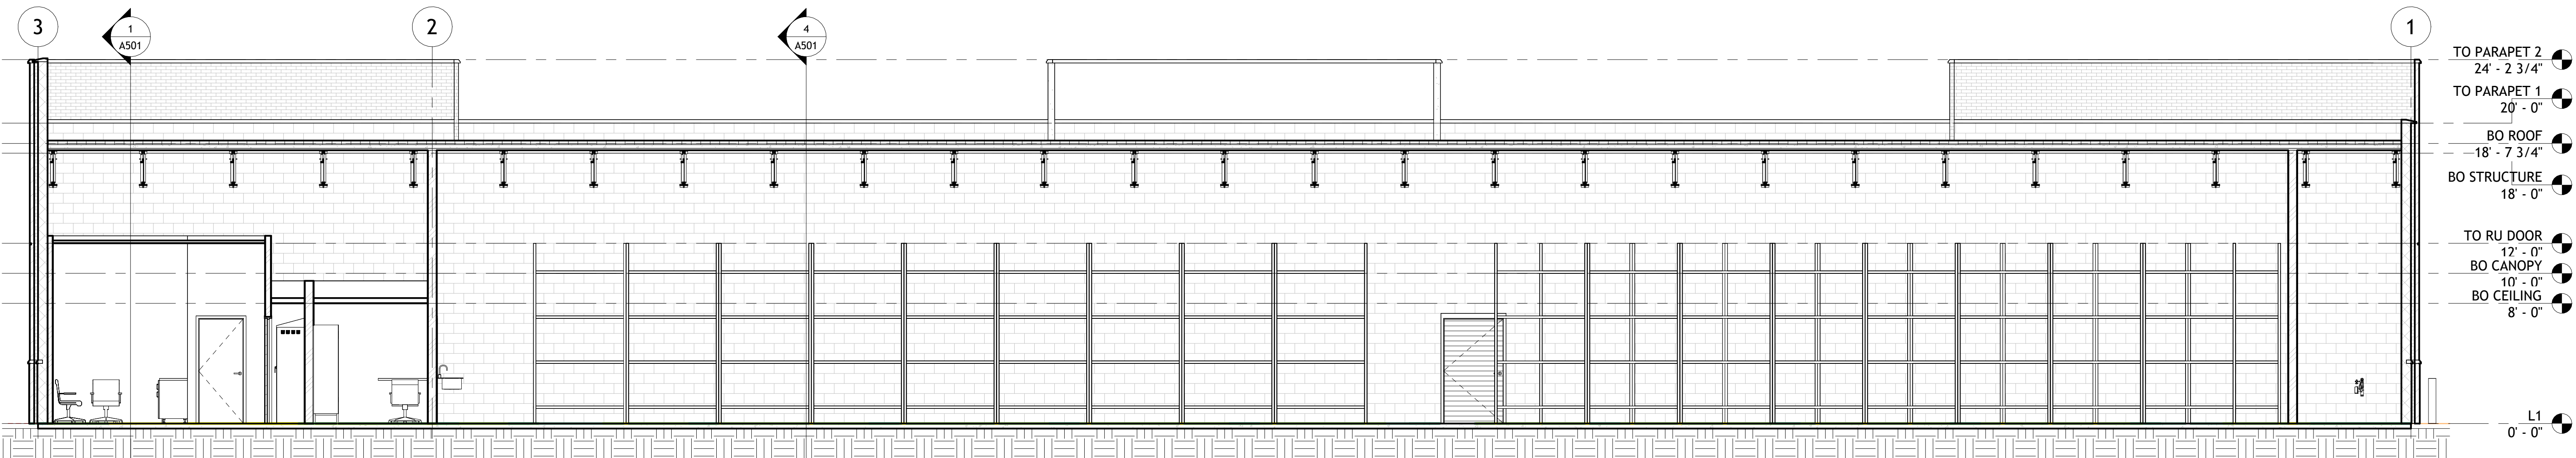 3
1
A501
2
4
A501
1
TO PARAPET 2
24' - 2 3/4"
TO PARAPET 1
20' - 0"
BO ROOF
18' - 7 3/4"
BO STRUCTURE
18' - 0"
TO RU DOOR
12' - 0"
BO CANOPY
10' - 0"
BO CEILING
8' - 0"
L1
0' - 0"